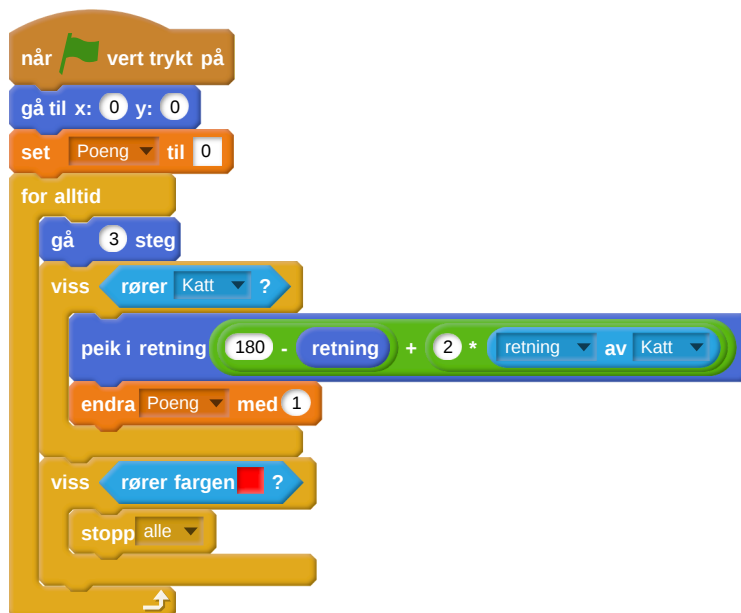 når vert trykt på
gå til x: 0 y: 0
set Poeng til 0
for alltid
gå 3 steg
viss rører Katt ?
peik i retning 180 - retning + 2 * retning av Katt
endra Poeng med 1
viss rører fargen ?
stopp alle